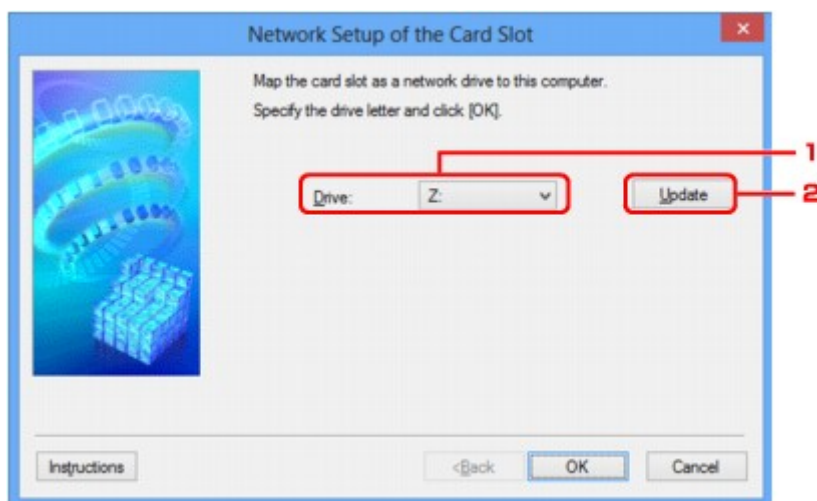 Network Setup of the Card Slot
Map the card slot as a network drive to this computer.
Specify the drive letter and click [OK].
1
Drive: Z: Update 2
Instructions <Back OK Cancel